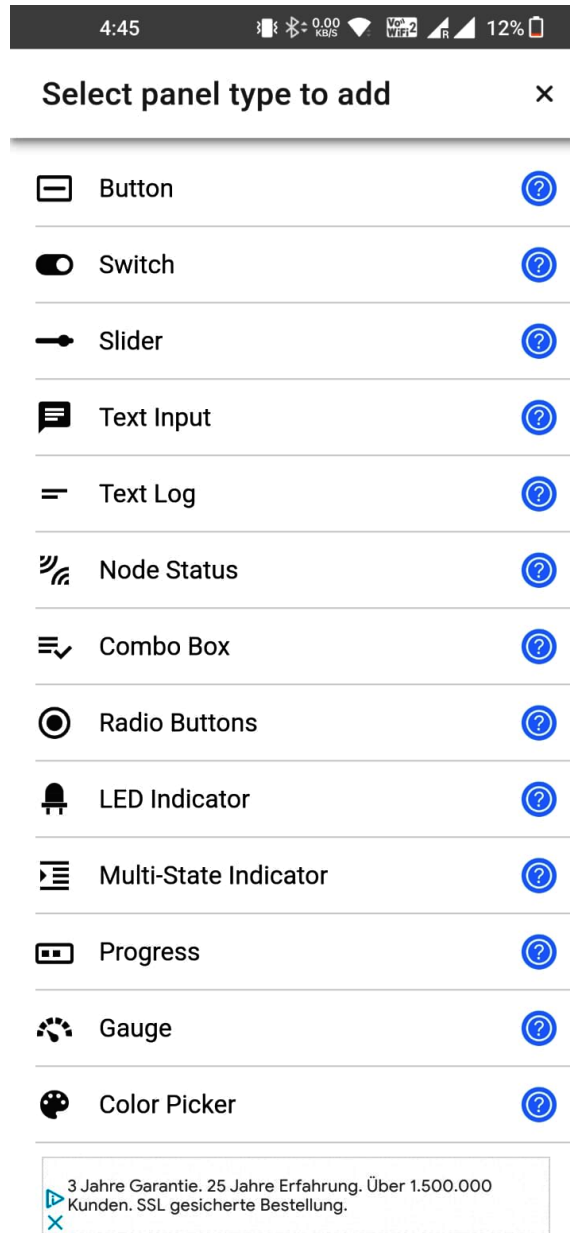 4:45 0.00 KB/S Vo)) WiFi2 R 12%
Select panel type to add
Button
Switch
Slider
Text Input
Text Log
Node Status
Combo Box
Radio Buttons
LED Indicator
Multi-State Indicator
Progress
Gauge
Color Picker
3 Jahre Garantie. 25 Jahre Erfahrung. Über 1.500.000
Kunden. SSL gesicherte Bestellung.